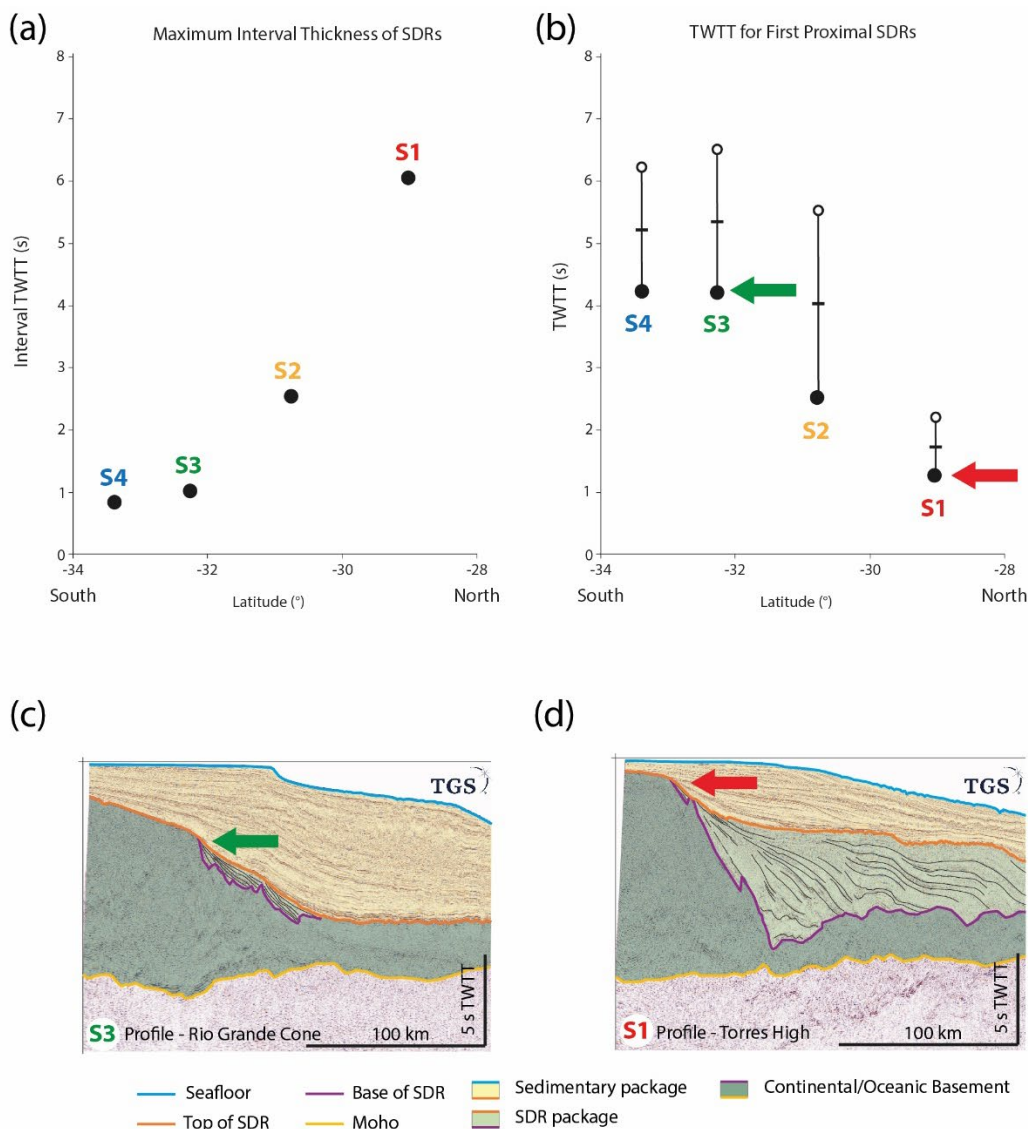 (a)
Maximum Interval Thickness of SDRs
8
7
6
5
4
3
2
1
0
Interval TWTT (s)
S1
S2
S3
S4
-34
-32
-30
-28
South
Latitude (°)
North
(b)
TWTT for First Proximal SDRs
8
7
6
5
4
3
2
1
0
TWTT (s)
S4
S3
S2
S1
-34
-32
-30
-28
South
Latitude (°)
North
(c)
TGS
5 s TWTT
S3 Profile - Rio Grande Cone
100 km
(d)
TGS
5 s TWTT
S1 Profile - Torres High
100 km
Seafloor
Base of SDR
Sedimentary package
Continental/Oceanic Basement
Top of SDR
Moho
SDR package